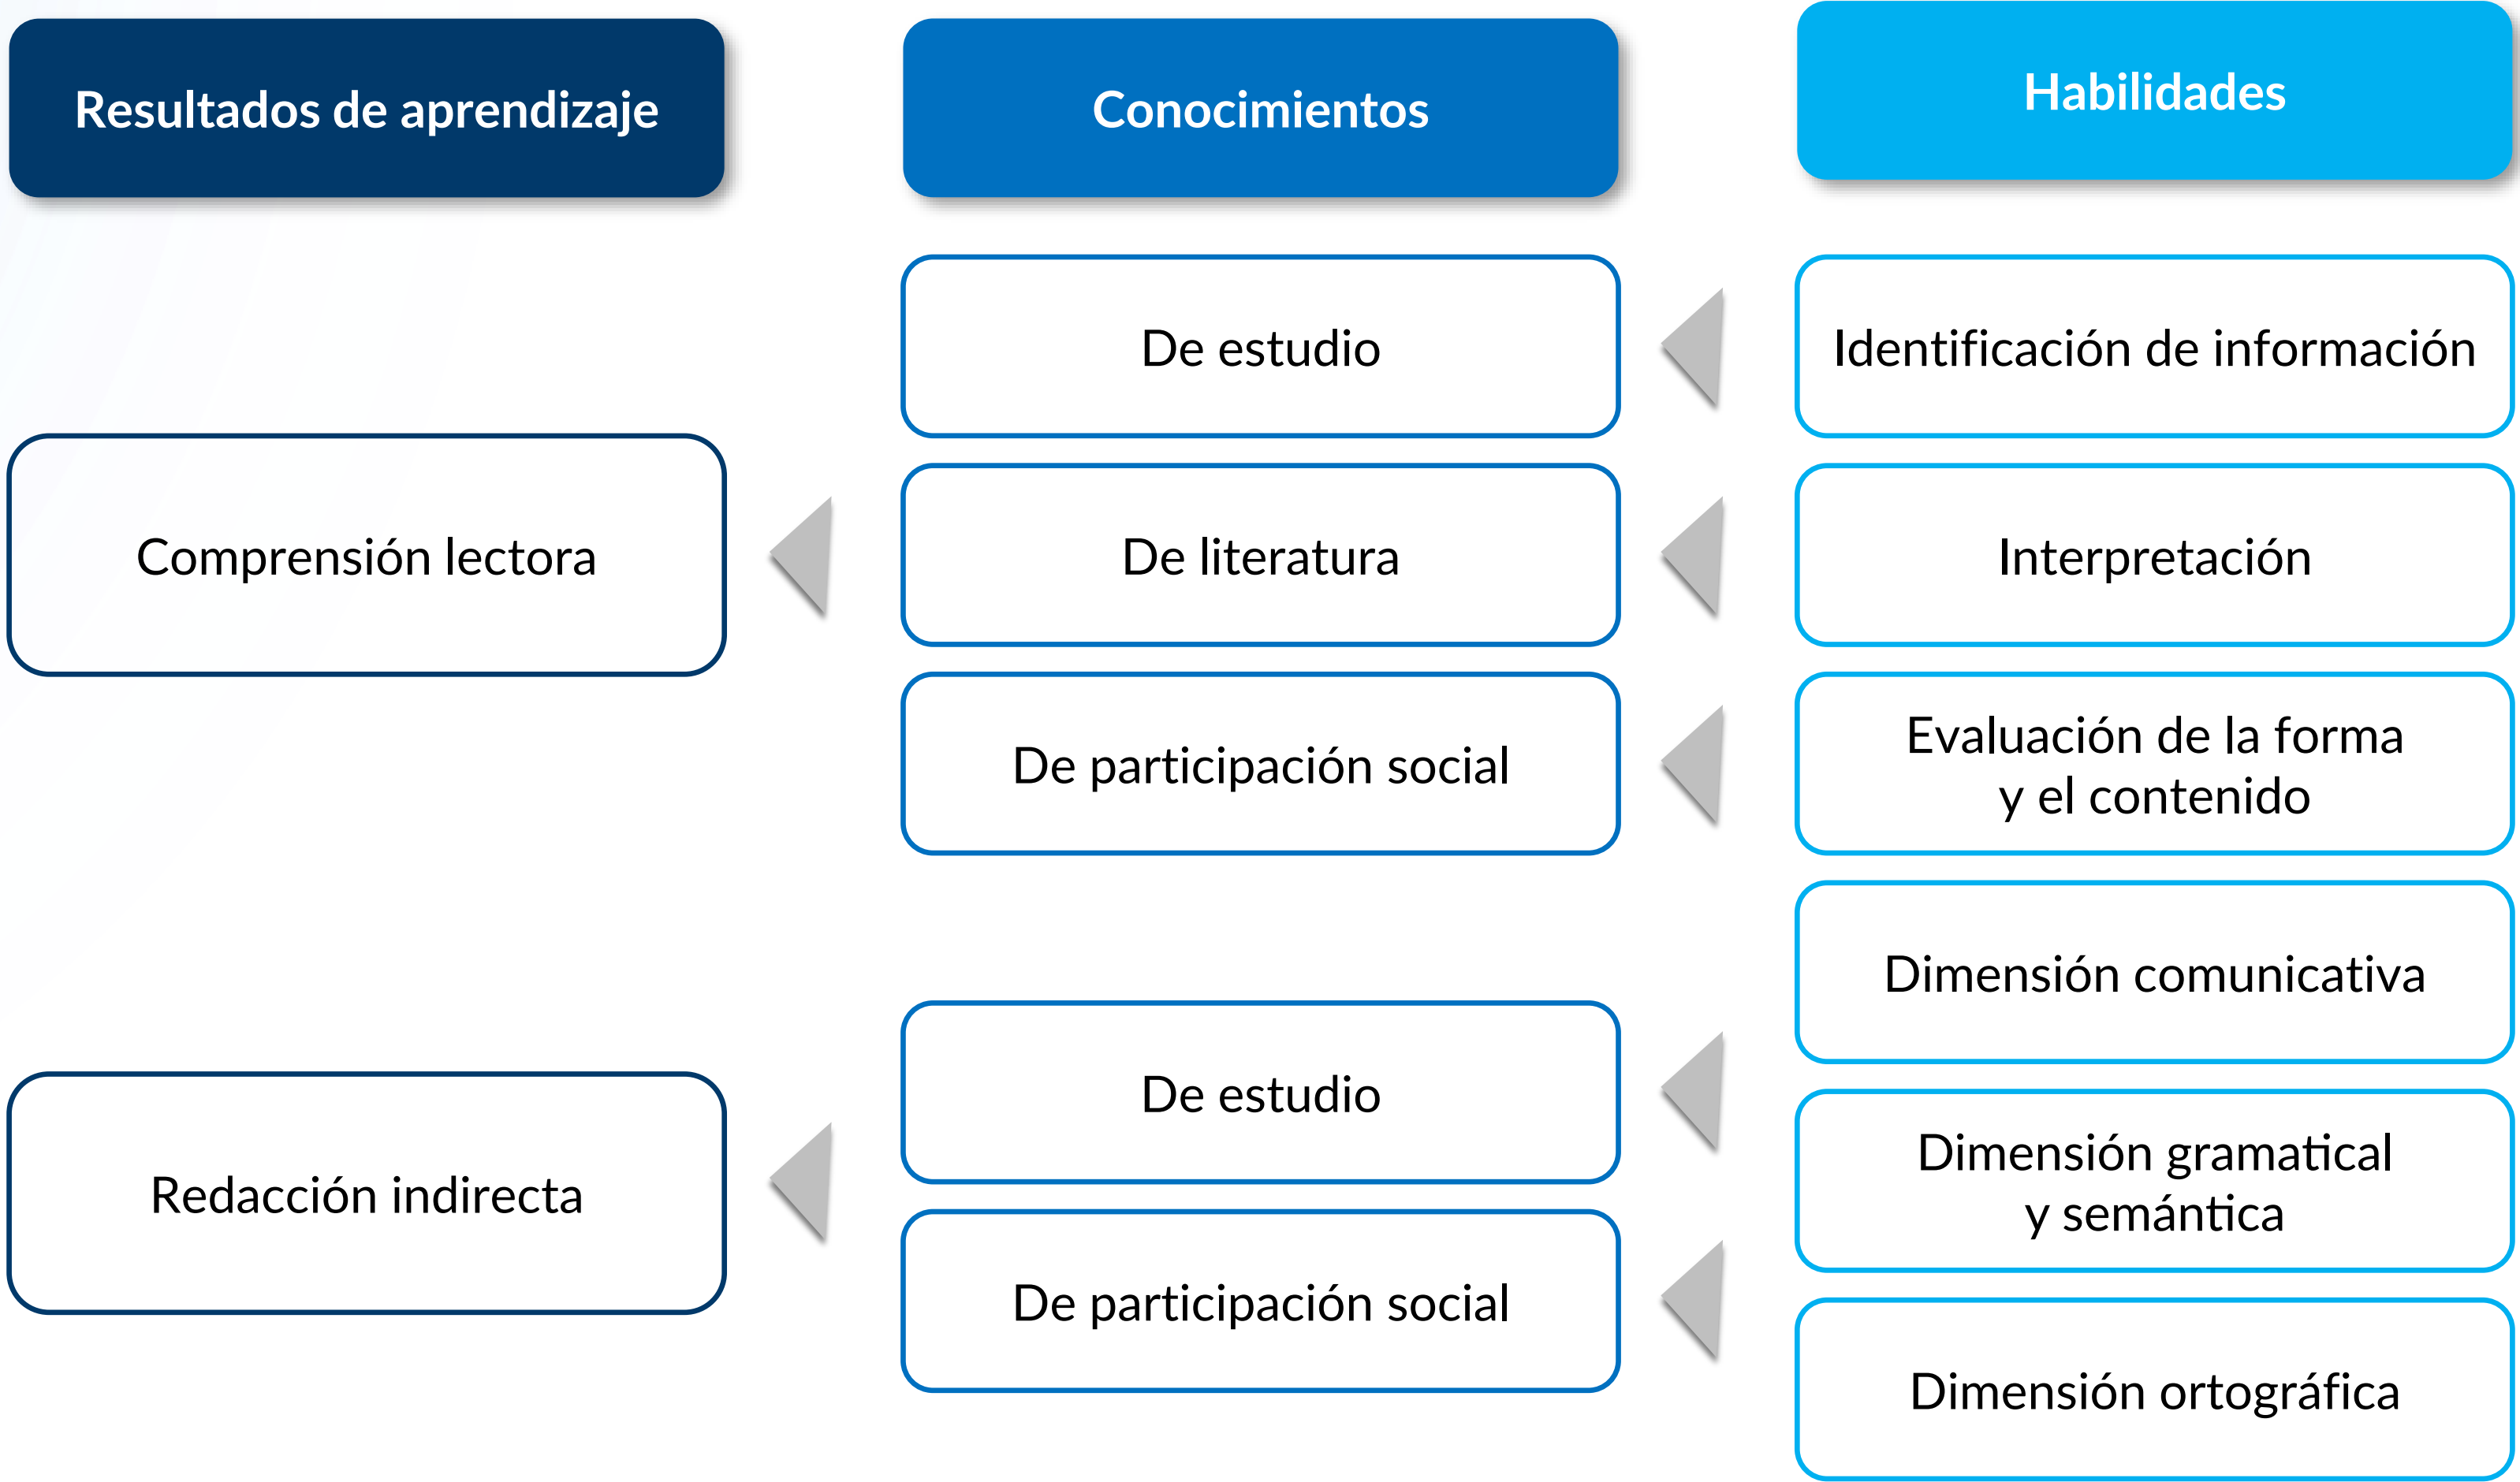 Resultados de aprendizaje
Conocimientos
Habilidades
De estudio
Identificación de información
Comprensión lectora
De literatura
Interpretación
De participación social
Evaluación de la forma
y el contenido
Dimensión comunicativa
De estudio
Dimensión gramatical
y semántica
Redacción indirecta
De participación social
Dimensión ortográfica